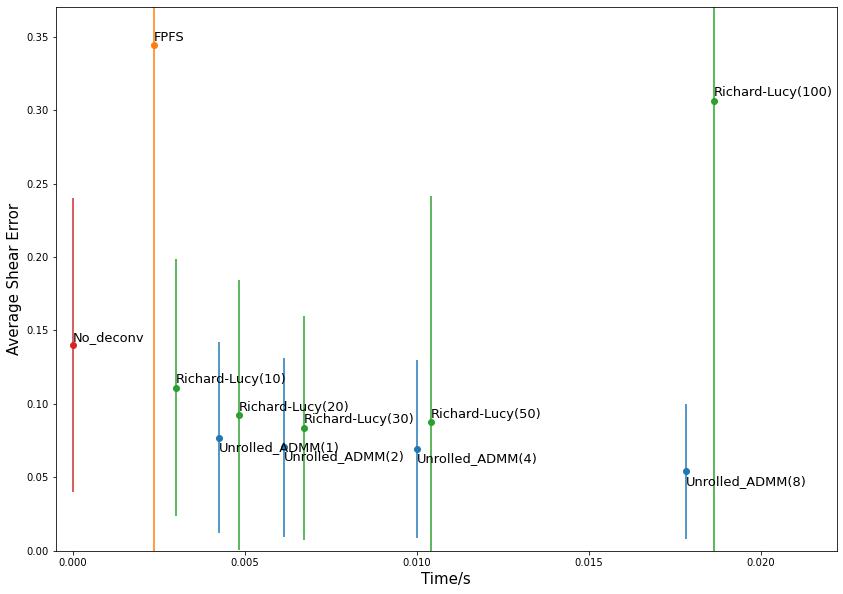 FPFS
Richard-Lucy(100)
No_deconv
Richard-Lucy(10)
Richard-Lucy(20)
Richard-Lucy(30)
Richard-Lucy(50)
Unrolled_ADMM(1)
Unrolled_ADMM(2)
Unrolled_ADMM(4)
Unrolled_ADMM(8)
Average Shear Error
0.35
0.30
0.25
0.20
0.15
0.10
0.05
0.00
0.000
0.005
0.010
0.015
0.020
Time/s